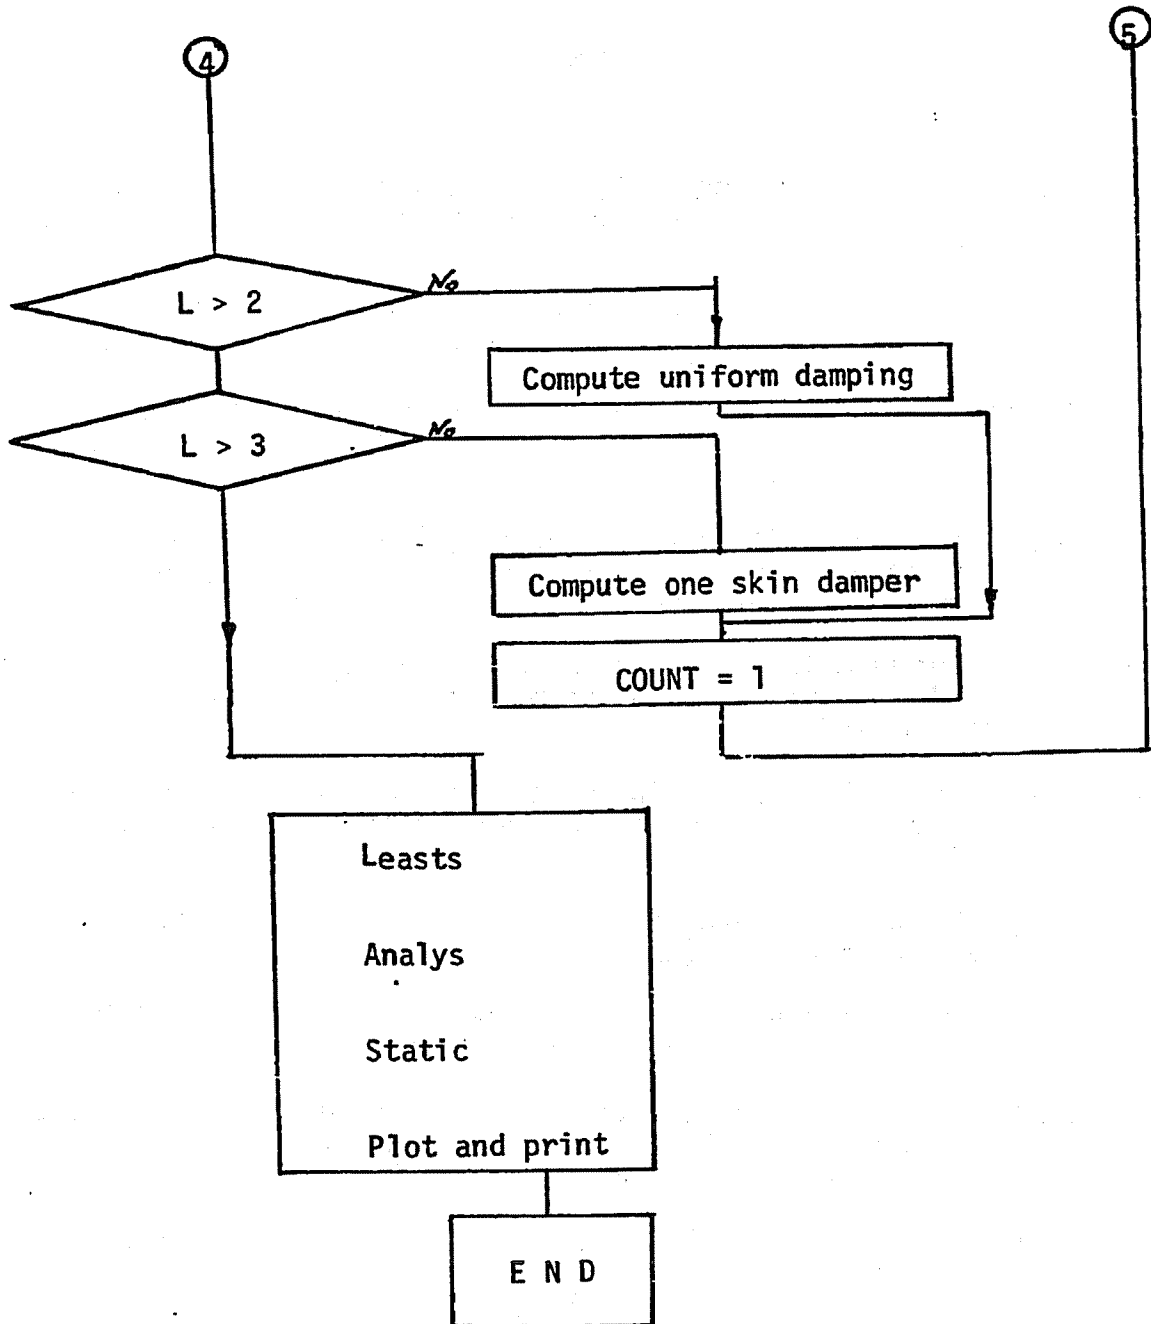 4
5
L > 2
No
Compute uniform damping
L > 3
No
Compute one skin damper
COUNT = 1
Leasts
Analys
Static
Plot and print
E N D